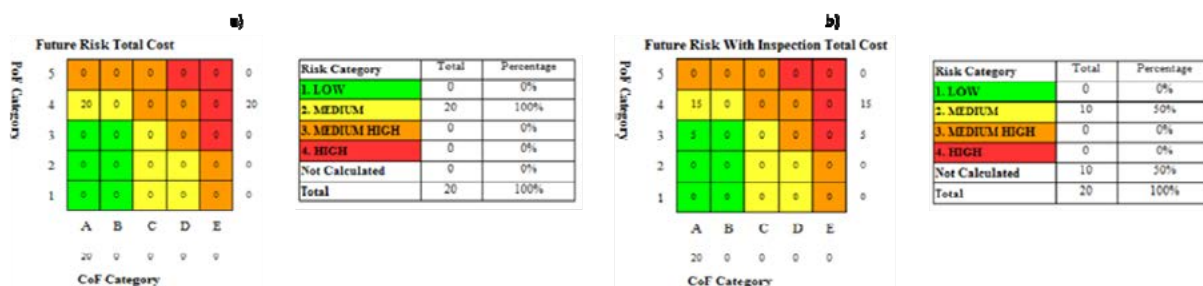 a)
Future Risk Total Cost
PoF Category
5 0 0 0 0 0 0
4 20 0 0 0 0 20
3 0 0 0 0 0 0
2 0 0 0 0 0 0
1 0 0 0 0 0 0
A B C D E
20 0 0 0 0
CoF Category
Risk Category Total Percentage
1. LOW 0 0%
2. MEDIUM 20 100%
3. MEDIUM HIGH 0 0%
4. HIGH 0 0%
Not Calculated 0 0%
Total 20 100%
b)
Future Risk With Inspection Total Cost
PoF Category
5 0 0 0 0 0 0
4 15 0 0 0 0 15
3 5 0 0 0 0 5
2 0 0 0 0 0 0
1 0 0 0 0 0 0
A B C D E
20 0 0 0 0
CoF Category
Risk Category Total Percentage
1. LOW 0 0%
2. MEDIUM 10 50%
3. MEDIUM HIGH 0 0%
4. HIGH 0 0%
Not Calculated 10 50%
Total 20 100%